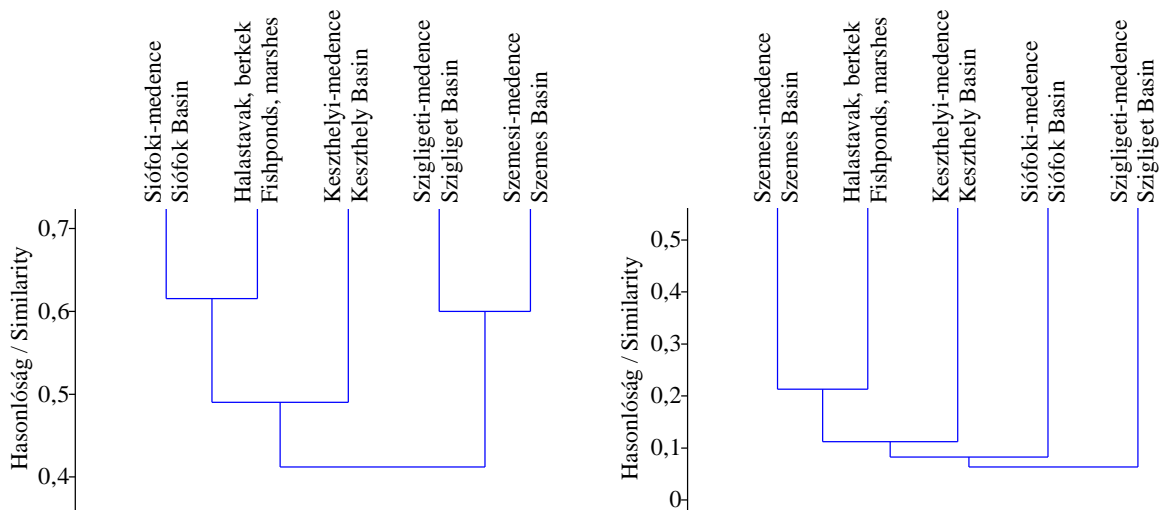 Siófoki-medence
Siófok Basin
Halastavak, berkek
Fishponds, marshes
Keszthelyi-medence
Keszthely Basin
Szigligeti-medence
Szigliget Basin
Szemesi-medence
Szemes Basin
Hasonlóság / Similarity
0,7
0,6
0,5
0,4
Szemesi-medence
Szemes Basin
Halastavak, berkek
Fishponds, marshes
Keszthelyi-medence
Keszthely Basin
Siófoki-medence
Siófok Basin
Szigligeti-medence
Szigliget Basin
Hasonlóság / Similarity
0,5
0,4
0,3
0,2
0,1
0